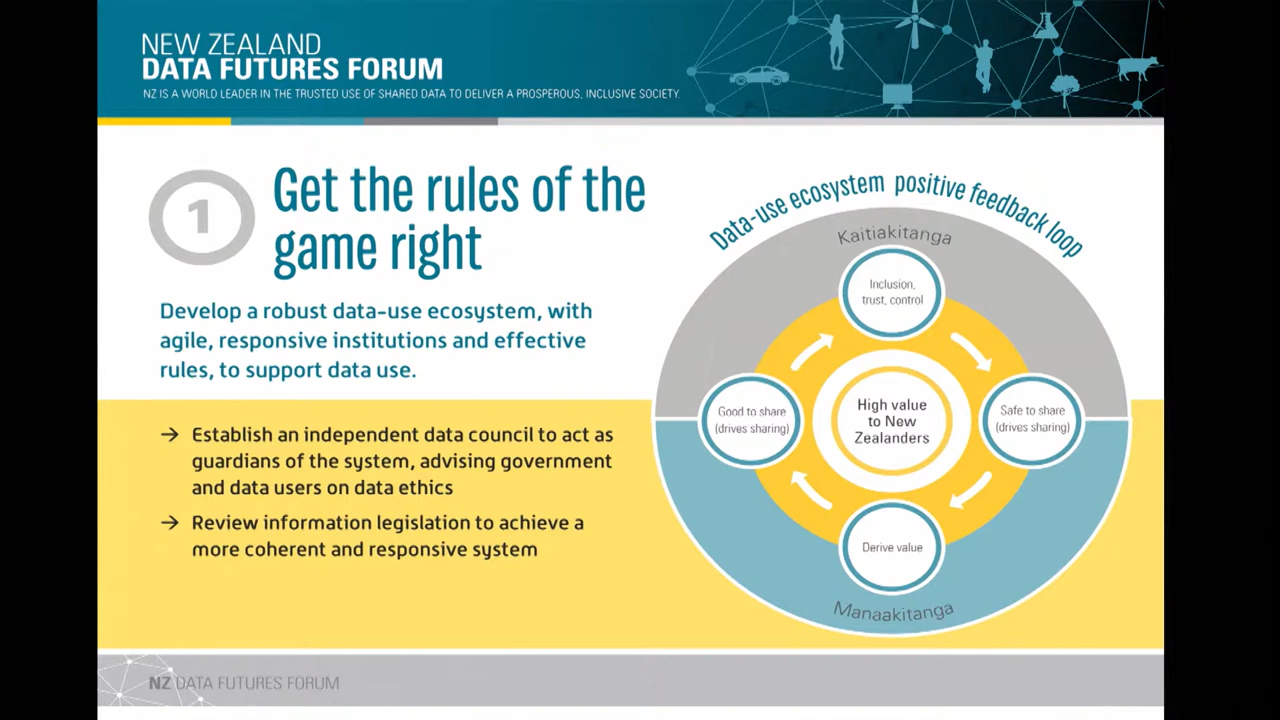 NEW ZEALAND
DATA FUTURES FORUM
NZ IS A WORLD LEADER IN THE TRUSTED USE OF SHARED DATA TO DELIVER A PROSPEROUS, INCLUSIVE SOCIETY.
1
Get the rules of the
game right
Develop a robust data-use ecosystem, with
agile, responsive institutions and effective
rules, to support data use.
→ Establish an independent data council to act as
guardians of the system, advising government
and data users on data ethics
→ Review information legislation to achieve a
more coherent and responsive system
Data-use ecosystem positive feedback loop
Kaitiakitanga
Inclusion,
trust, control
Good to share
(drives sharing)
High value
to New
Zealanders
Safe to share
(drives sharing)
Derive value
Manaakitanga
NZ DATA FUTURES FORUM